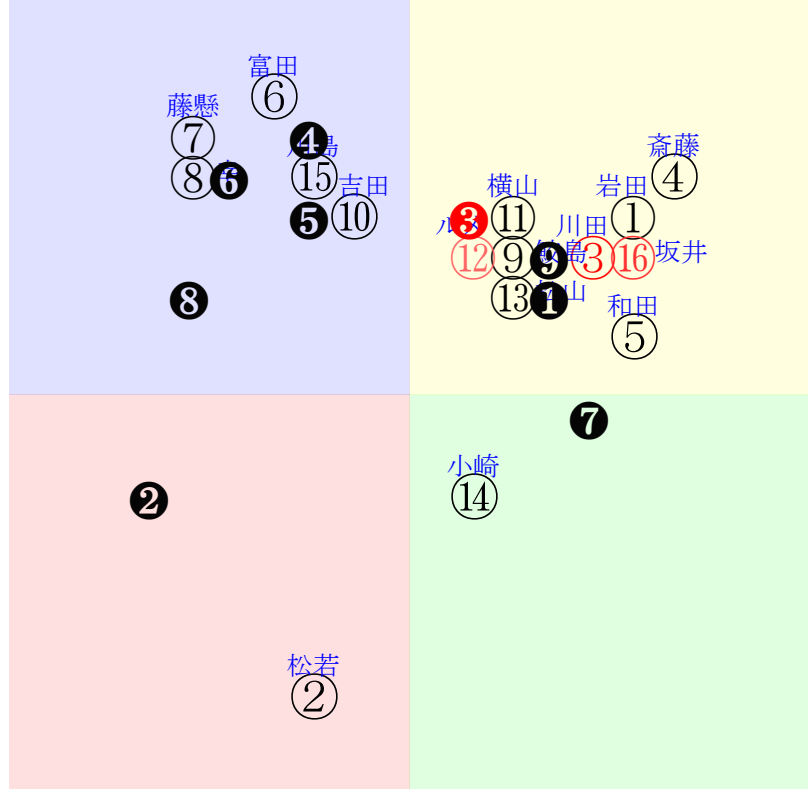 富田
⑥
藤懸
⑦
❹
斎藤
⑧
❻
⑮
④
吉田
横山
岩田
❺
⑩
❸
⑪
川田
①
⑫
⑨
鮫島
❾
③
⑯
坂井
❽
⑬
❶
和田
⑤
❼
小崎
⑭
❷
松若
②